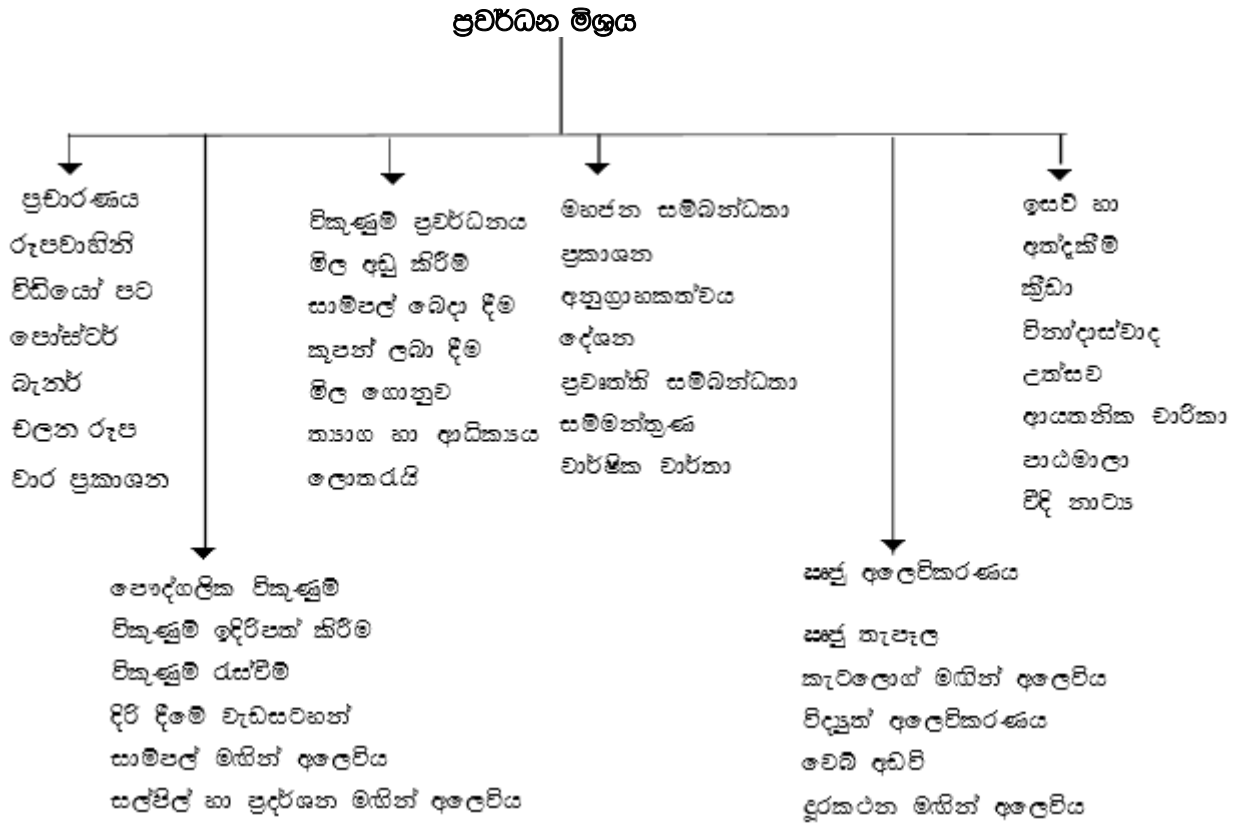 ප්‍රවර්ධන මිශ්‍රය
ප්‍රචාරණය
රූපවාහිනි
විඩියෝ පට
පෝස්ටර්
බැනර්
චලන රූප
වාර ප්‍රකාශන
විකුණුම් ප්‍රවර්ධනය
මිල අඩු කිරීම්
සාම්පල් බෙදා දීම
කූපන් ලබා දීම
මිල ගොනුව
ත්‍යාග හා ආධික්‍යය
ලොතරැයි
මහජන සම්බන්ධතා
ප්‍රකාශන
අනුග්‍රාහකත්වය
දේශන
ප්‍රවෘත්ති සම්බන්ධතා
සම්මන්ත්‍රණ
වාර්ෂික වාර්තා
ඉසව් හා
අත්දැකීම්
ක්‍රීඩා
විනා්දාස්වාද
උත්සව
ආයතනික චාරිකා
පාඨමාලා
වීදි නාට්‍ය
පෞද්ගලික විකුණුම්
විකුණුම් ඉදිරිපත් කිරීම
විකුණුම් රැස්වීම්
දිරි දීමේ වැඩසටහන්
සාම්පල් මඟින් අලෙවිය
සල්පිල් හා ප්‍රදර්ශන මඟින් අලෙවිය
සෘජු අලෙවිකරණය
සෘජු තැපෑල
කැටලොග් මඟින් අලෙවිය
විද්‍යුත් අලෙවිකරණය
වෙබ් අඩවි
දුරකථන මඟින් අලෙවිය